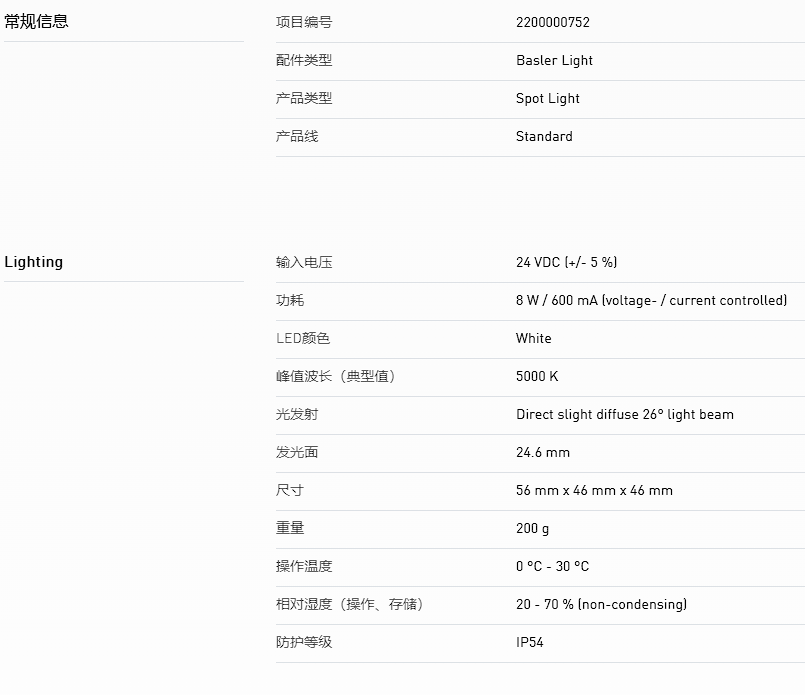 常规信息
项目编号 2200000752
配件类型 Basler Light
产品类型 Spot Light
产品线 Standard
Lighting
输入电压 24 VDC (+/- 5 %)
功耗 8 W / 600 mA (voltage- / current controlled)
LED颜色 White
峰值波长（典型值） 5000 K
光发射 Direct slight diffuse 26° light beam
发光面 24.6 mm
尺寸 56 mm x 46 mm x 46 mm
重量 200 g
操作温度 0 °C - 30 °C
相对湿度（操作、存储） 20 - 70 % (non-condensing)
防护等级 IP54